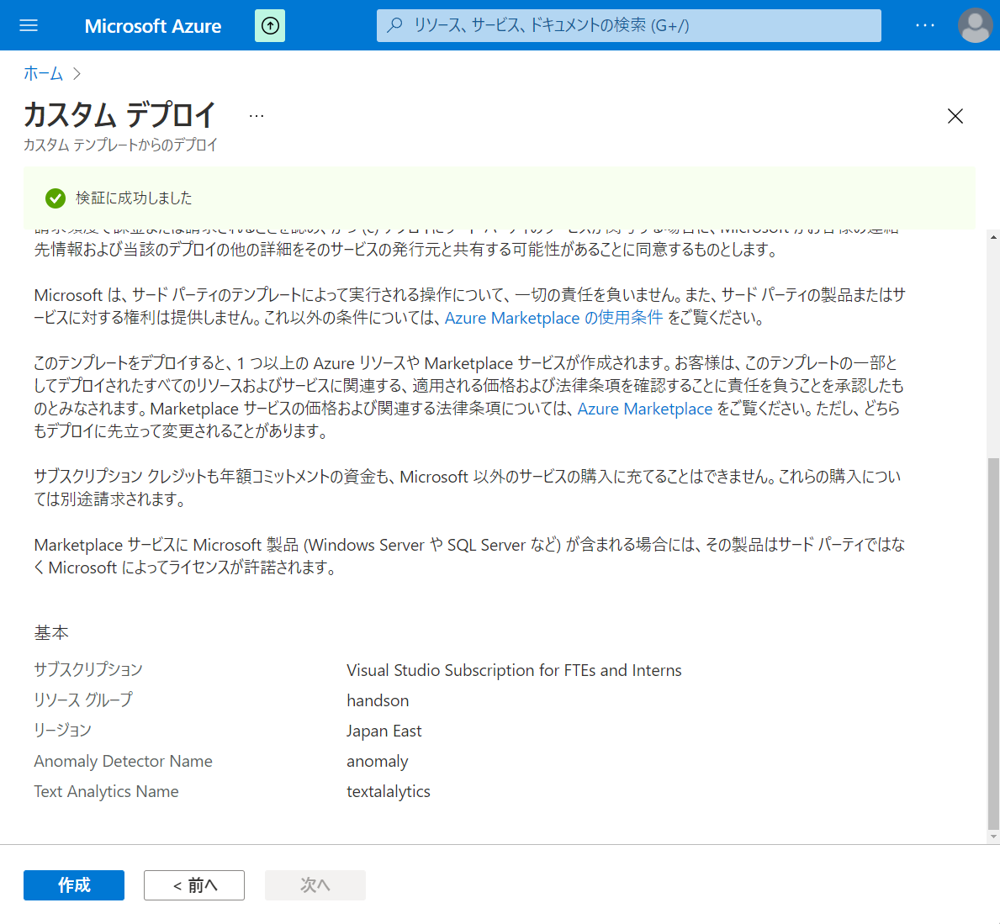 Microsoft Azure
リソース、サービス、ドキュメントの検索 (G+/)
ホーム
カスタム デプロイ
カスタム テンプレートからのデプロイ
検証に成功しました
先情報および当該のデプロイの他の詳細をそのサービスの発行元と共有する可能性があることに同意するものとします。
Microsoft は、サード パーティのテンプレートによって実行される操作について、一切の責任を負いません。また、サード パーティの製品またはサ
ービスに対する権利は提供しません。これ以外の条件については、Azure Marketplace の使用条件 をご覧ください。
このテンプレートをデプロイすると、1 つ以上の Azure リソースや Marketplace サービスが作成されます。お客様は、このテンプレートの一部と
してデプロイされたすべてのリソースおよびサービスに関連する、適用される価格および法律条項を確認することに責任を負うことを承認したも
のとみなされます。Marketplace サービスの価格および関連する法律条項については、Azure Marketplace をご覧ください。ただし、どちら
もデプロイに先立って変更されることがあります。
サブスクリプション クレジットも年額コミットメントの資金も、Microsoft 以外のサービスの購入に充てることはできません。これらの購入につい
ては別途請求されます。
Marketplace サービスに Microsoft 製品 (Windows Server や SQL Server など) が含まれる場合には、その製品はサード パーティではな
く Microsoft によってライセンスが許諾されます。
基本
サブスクリプション Visual Studio Subscription for FTEs and Interns
リソース グループ handson
リージョン Japan East
Anomaly Detector Name anomaly
Text Analytics Name textalalytics
作成 < 前へ 次へ